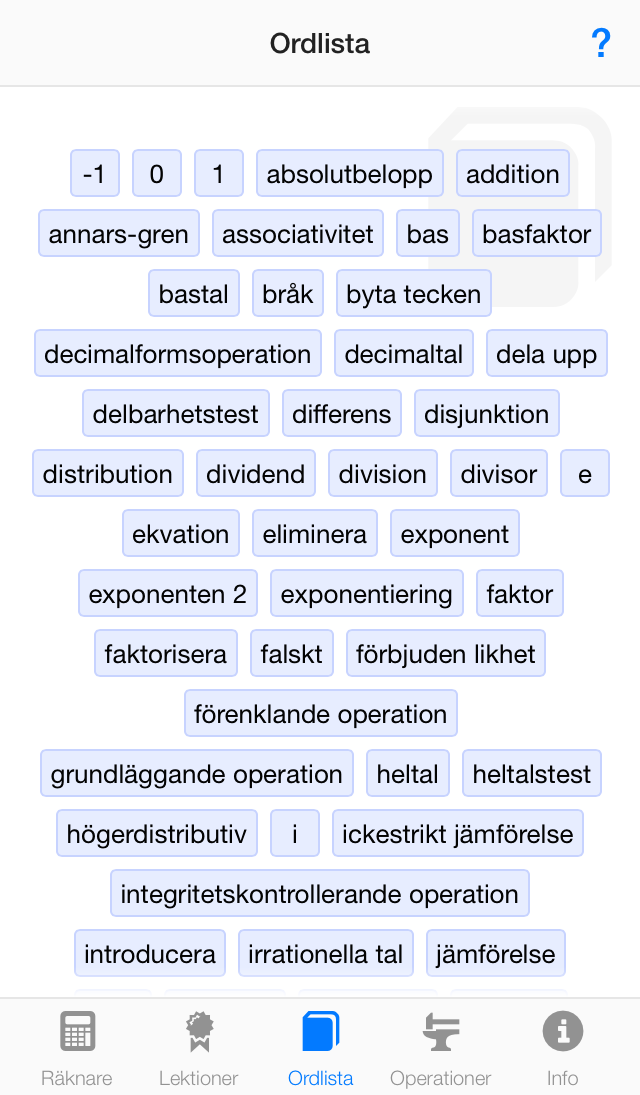 Ordlista ?
-1 0 1 absolutbelopp addition
annars-gren associativitet bas basfaktor
bastal bråk byta tecken
decimalformsoperation decimaltal dela upp
delbarhetstest differens disjunktion
distribution dividend division divisor e
ekvation eliminera exponent
exponenten 2 exponentiering faktor
faktorisera falskt förbjuden likhet
förenklande operation
grundläggande operation heltal heltalstest
högerdistributiv i ickestrikt jämförelse
integritetskontrollerande operation
introducera irrationella tal jämförelse
Räknare Lektioner Ordlista Operationer Info